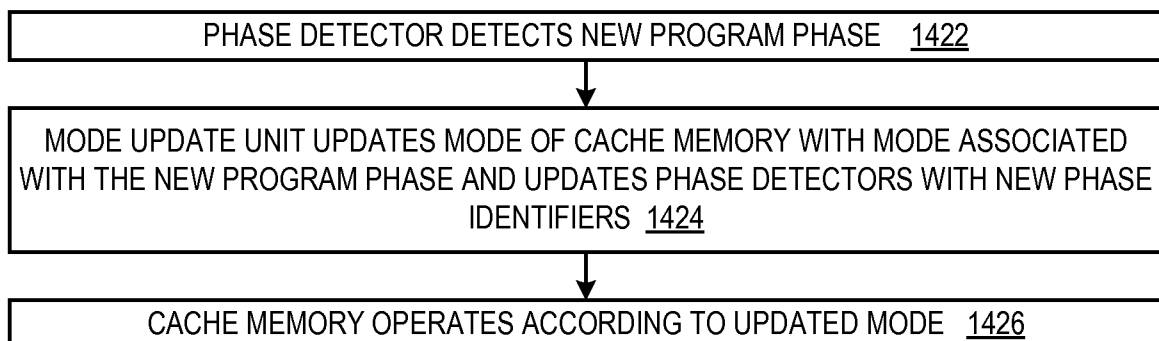 PHASE DETECTOR DETECTS NEW PROGRAM PHASE 1422
MODE UPDATE UNIT UPDATES MODE OF CACHE MEMORY WITH MODE ASSOCIATED
WITH THE NEW PROGRAM PHASE AND UPDATES PHASE DETECTORS WITH NEW PHASE
IDENTIFIERS 1424
CACHE MEMORY OPERATES ACCORDING TO UPDATED MODE 1426